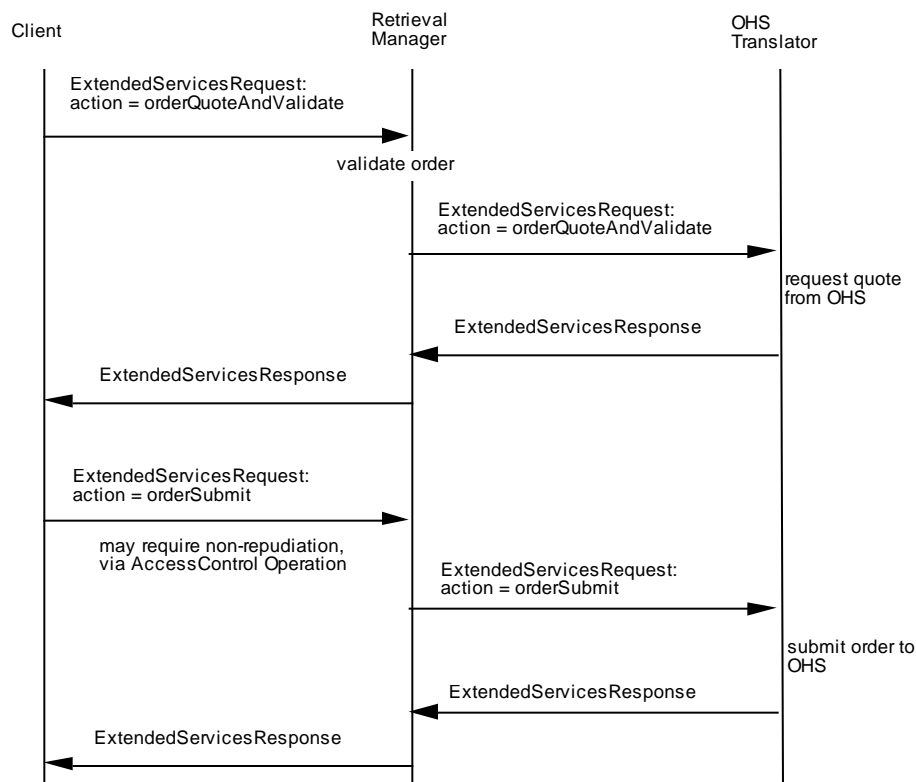 Client
Retrieval
Manager
OHS
Translator
ExtendedServicesRequest:
action = orderQuoteAndValidate
validate order
ExtendedServicesRequest:
action = orderQuoteAndValidate
request quote
from OHS
ExtendedServicesResponse
ExtendedServicesResponse
ExtendedServicesRequest:
action = orderSubmit
may require non-repudiation,
via AccessControl Operation
ExtendedServicesRequest:
action = orderSubmit
submit order to
OHS
ExtendedServicesResponse
ExtendedServicesResponse